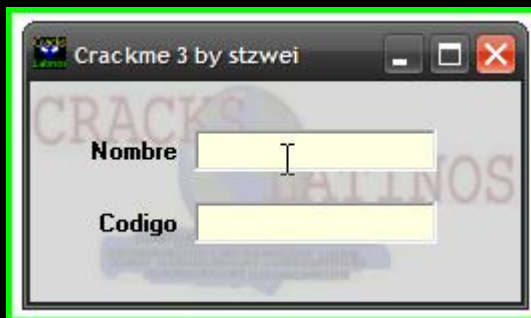 Crackme 3 by stzwei
CRACKS
Nombre
LATINOS
Codigo